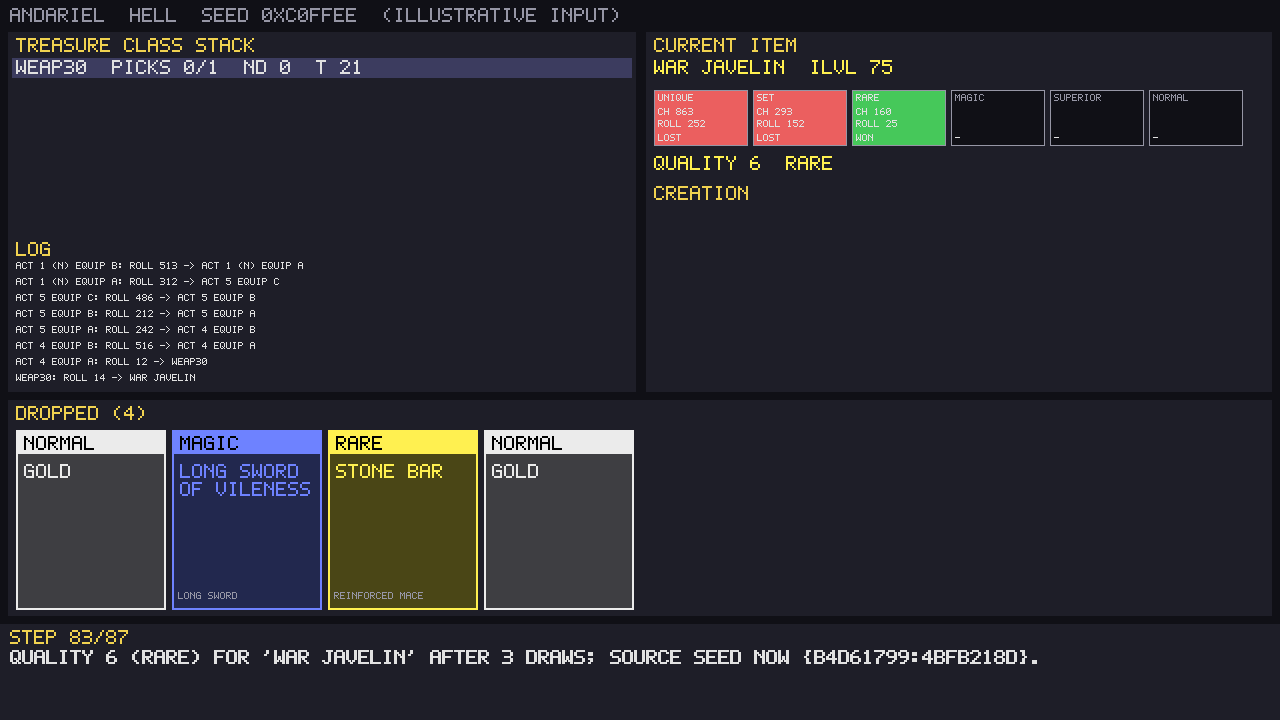 ANDARIEL  HELL  SEED 0XC0FFEE  (ILLUSTRATIVE INPUT)
TREASURE CLASS STACK
WEAP30  PICKS 0/1  ND 0  T 21
LOG
ACT 1 (N) EQUIP B: ROLL 513 -> ACT 1 (N) EQUIP A
ACT 1 (N) EQUIP A: ROLL 312 -> ACT 5 EQUIP C
ACT 5 EQUIP C: ROLL 486 -> ACT 5 EQUIP B
ACT 5 EQUIP B: ROLL 212 -> ACT 5 EQUIP A
ACT 5 EQUIP A: ROLL 242 -> ACT 4 EQUIP B
ACT 4 EQUIP B: ROLL 516 -> ACT 4 EQUIP A
ACT 4 EQUIP A: ROLL 12 -> WEAP30
WEAP30: ROLL 14 -> WAR JAVELIN
CURRENT ITEM
WAR JAVELIN  ILVL 75
UNIQUE
CH 863
ROLL 252
LOST
SET
CH 293
ROLL 152
LOST
RARE
CH 160
ROLL 25
WON
MAGIC
-
SUPERIOR
-
NORMAL
-
QUALITY 6  RARE
CREATION
DROPPED (4)
NORMAL
GOLD
MAGIC
LONG SWORD
OF VILENESS
LONG SWORD
RARE
STONE BAR
REINFORCED MACE
NORMAL
GOLD
STEP 83/87
QUALITY 6 (RARE) FOR 'WAR JAVELIN' AFTER 3 DRAWS; SOURCE SEED NOW {B4D61799:4BFB218D}.